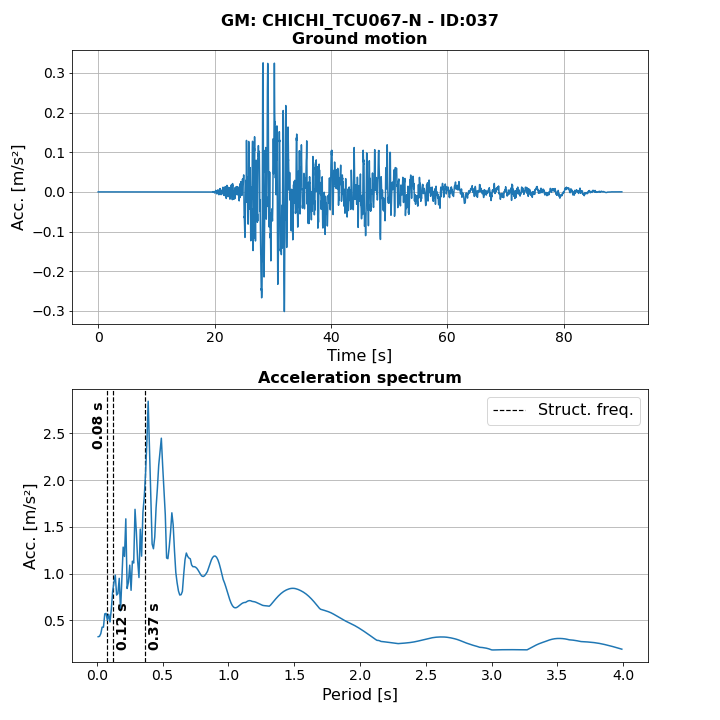 GM: CHICHI_TCU067-N - ID:037
Ground motion
0.3
0.2
0.1
0.0
−0.1
−0.2
−0.3
Acc. [m/s²]
0 20 40 60 80
Time [s]
Acceleration spectrum
2.5
2.0
1.5
1.0
0.5
Acc. [m/s²]
0.08 s
0.12 s
0.37 s
Struct. freq.
0.0 0.5 1.0 1.5 2.0 2.5 3.0 3.5 4.0
Period [s]